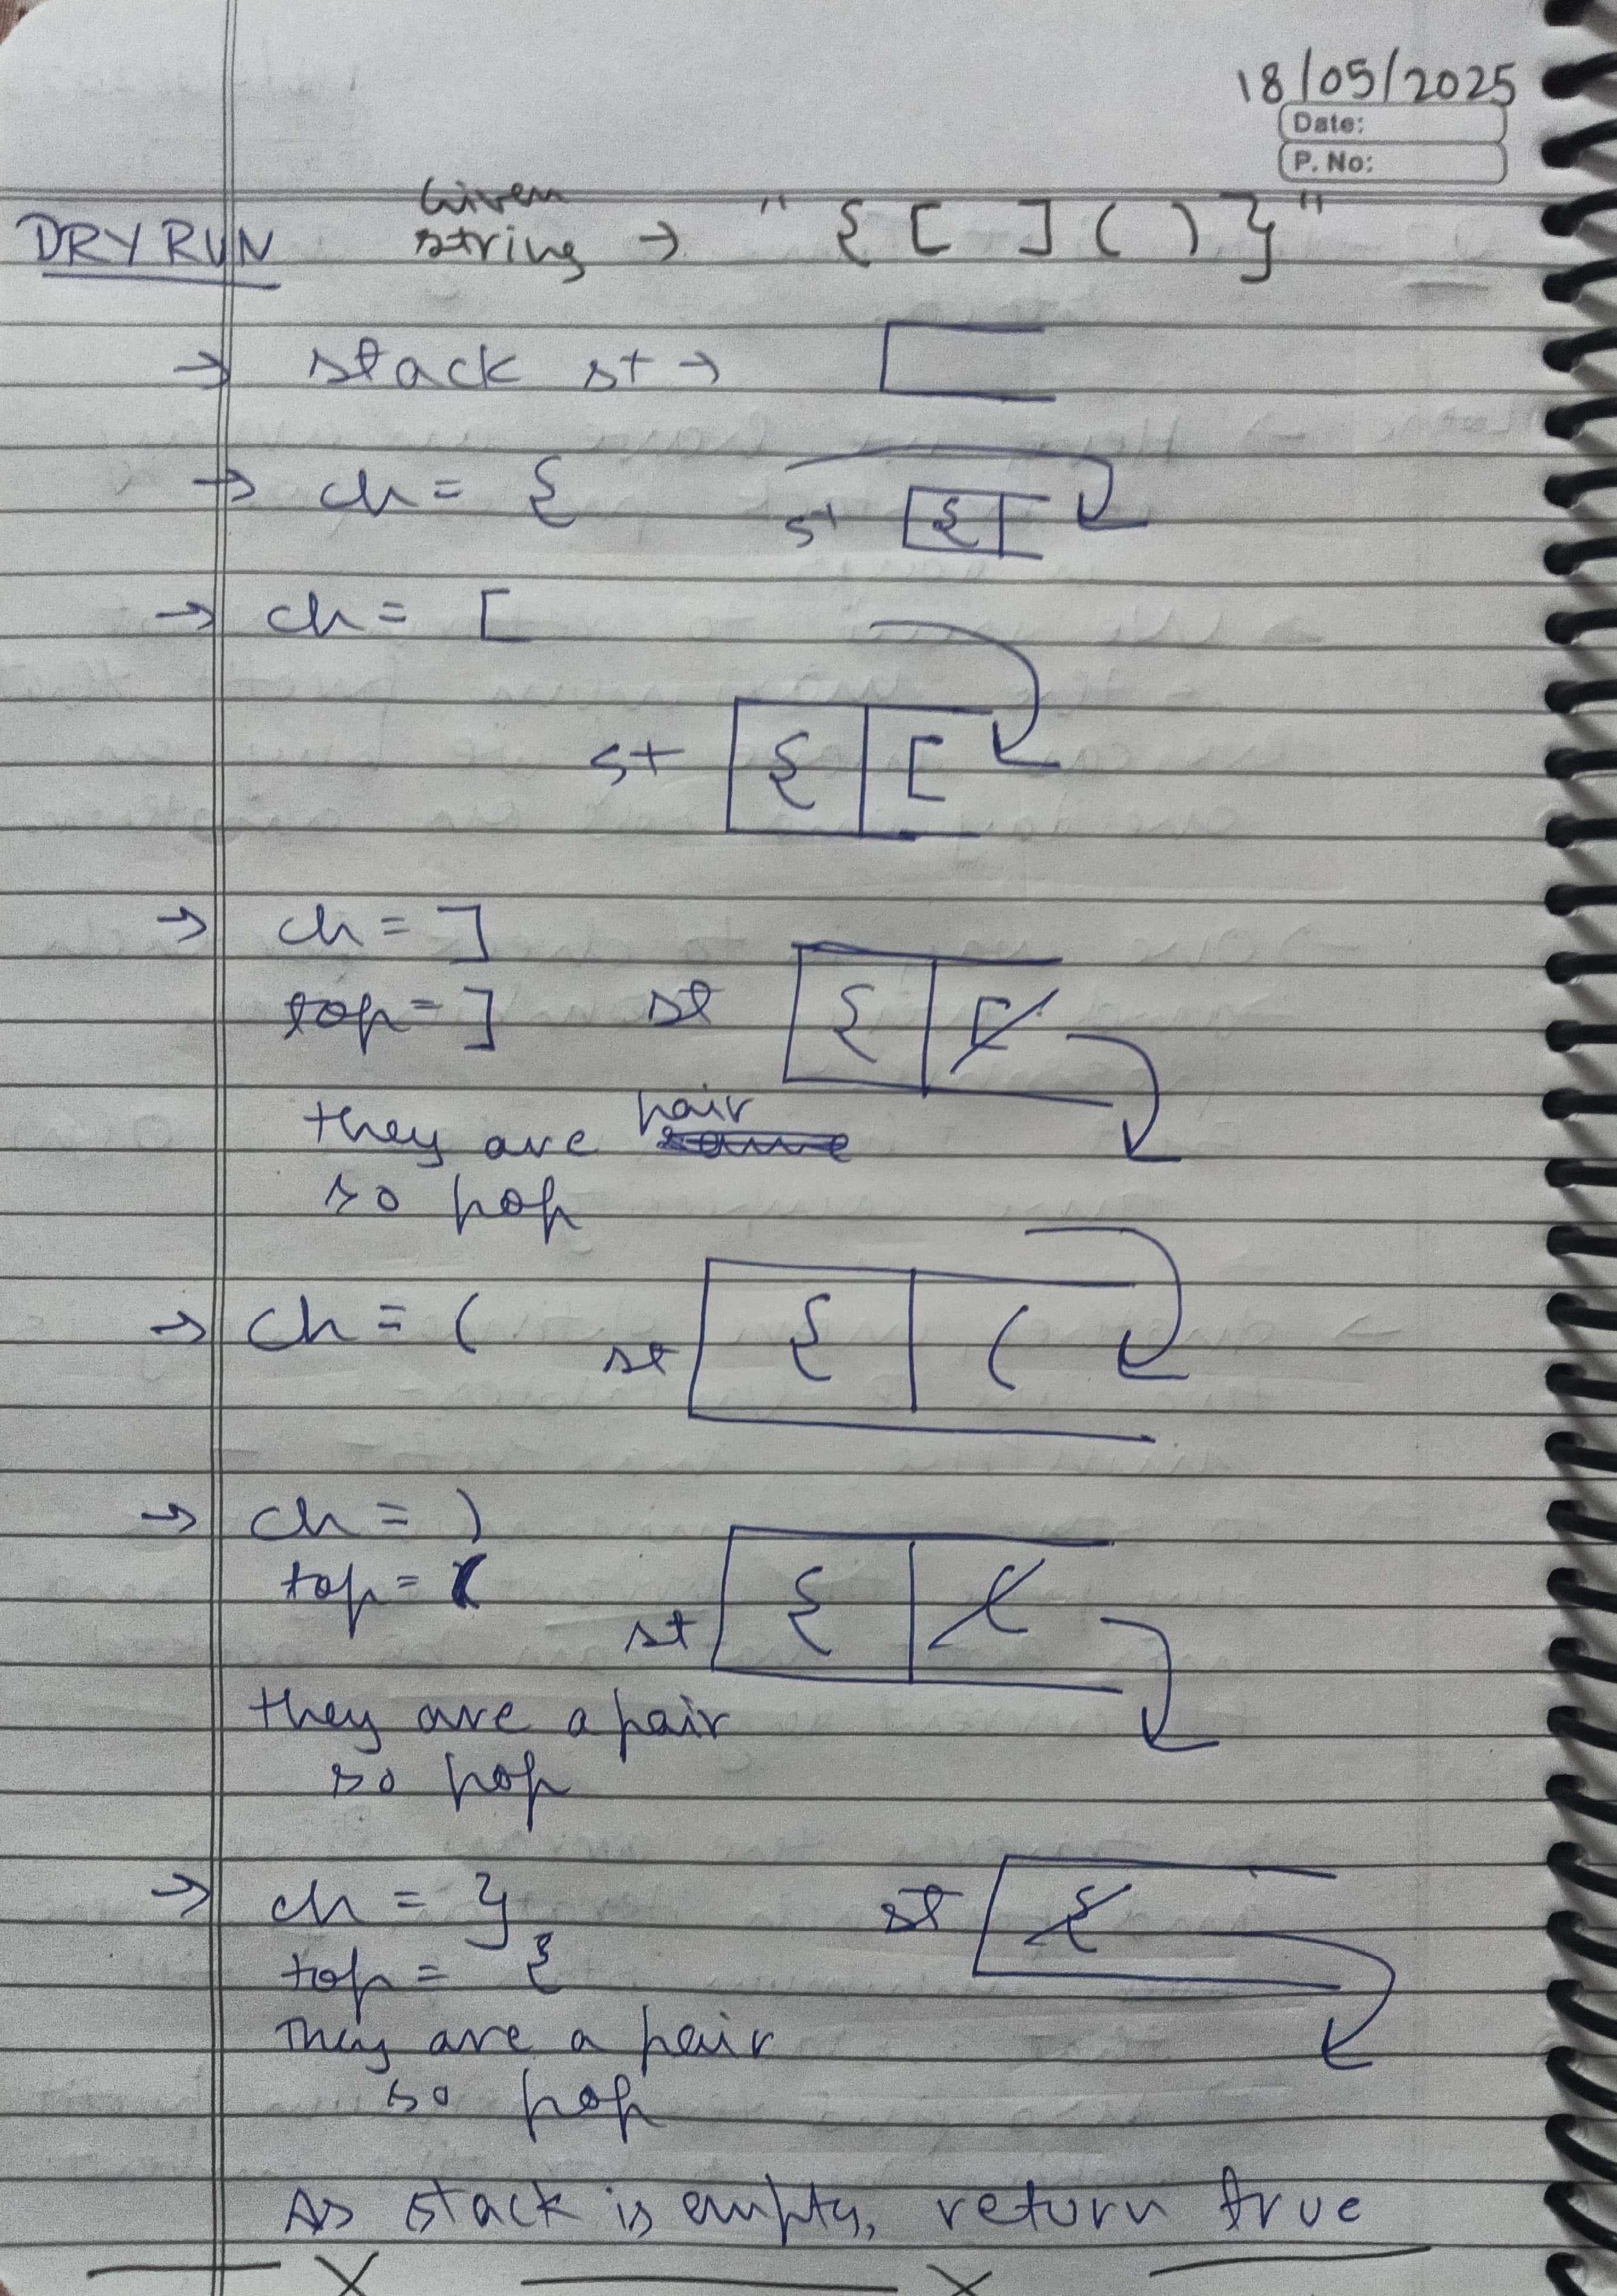 18/05/2025
Date:
P. No:
DRY RUN Given string → " { [ ] ( ) } "
→ stack st →
→ ch = { st {
→ ch = [
st { [
→ ch = ]
top = ] st { [
they are pair same
so pop
→ ch = ( st { (
→ ch = )
top = (
st { (
they are a pair
so pop
→ ch = } st {
top = {
They are a pair
so pop
As stack is empty, return true
X X